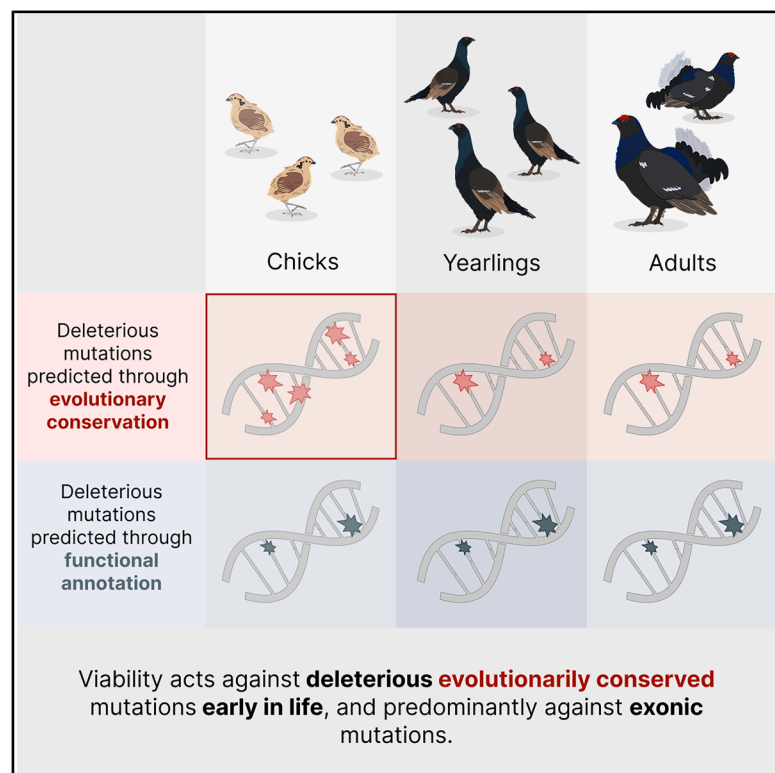 Chicks
Yearlings
Adults
Deleterious
mutations
predicted through
evolutionary
conservation
Deleterious
mutations
predicted through
functional
annotation
Viability acts against deleterious evolutionarily conserved
mutations early in life, and predominantly against exonic
mutations.